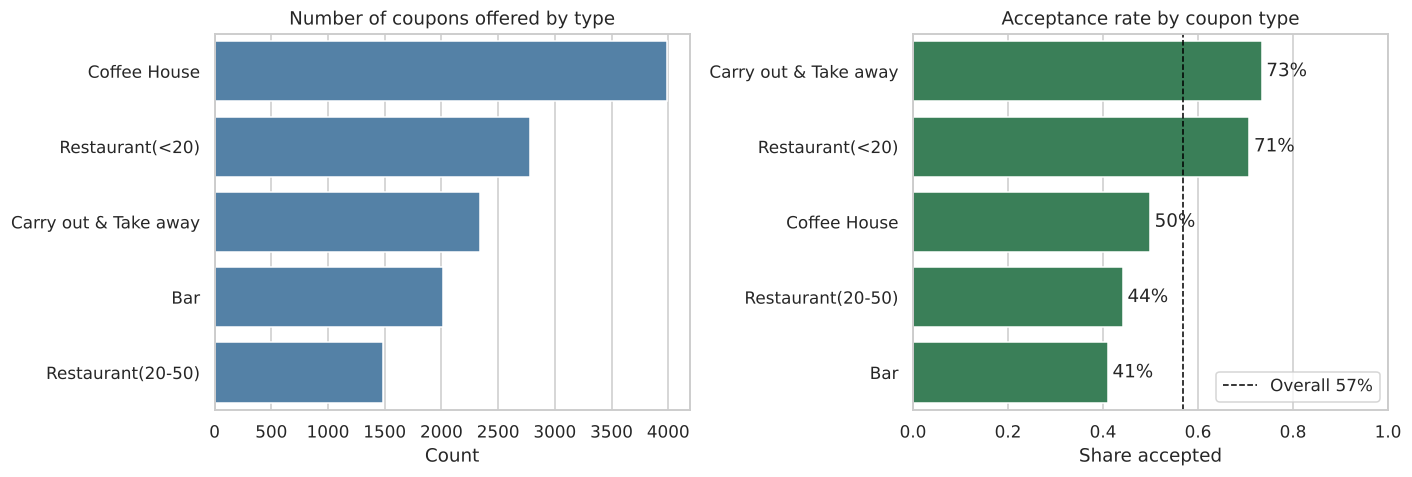 Number of coupons offered by type
Coffee House
Restaurant(<20)
Carry out & Take away
Bar
Restaurant(20-50)
0 500 1000 1500 2000 2500 3000 3500 4000
Count
Acceptance rate by coupon type
Carry out & Take away 73%
Restaurant(<20) 71%
Coffee House 50%
Restaurant(20-50) 44%
Bar 41%
Overall 57%
0.0 0.2 0.4 0.6 0.8 1.0
Share accepted